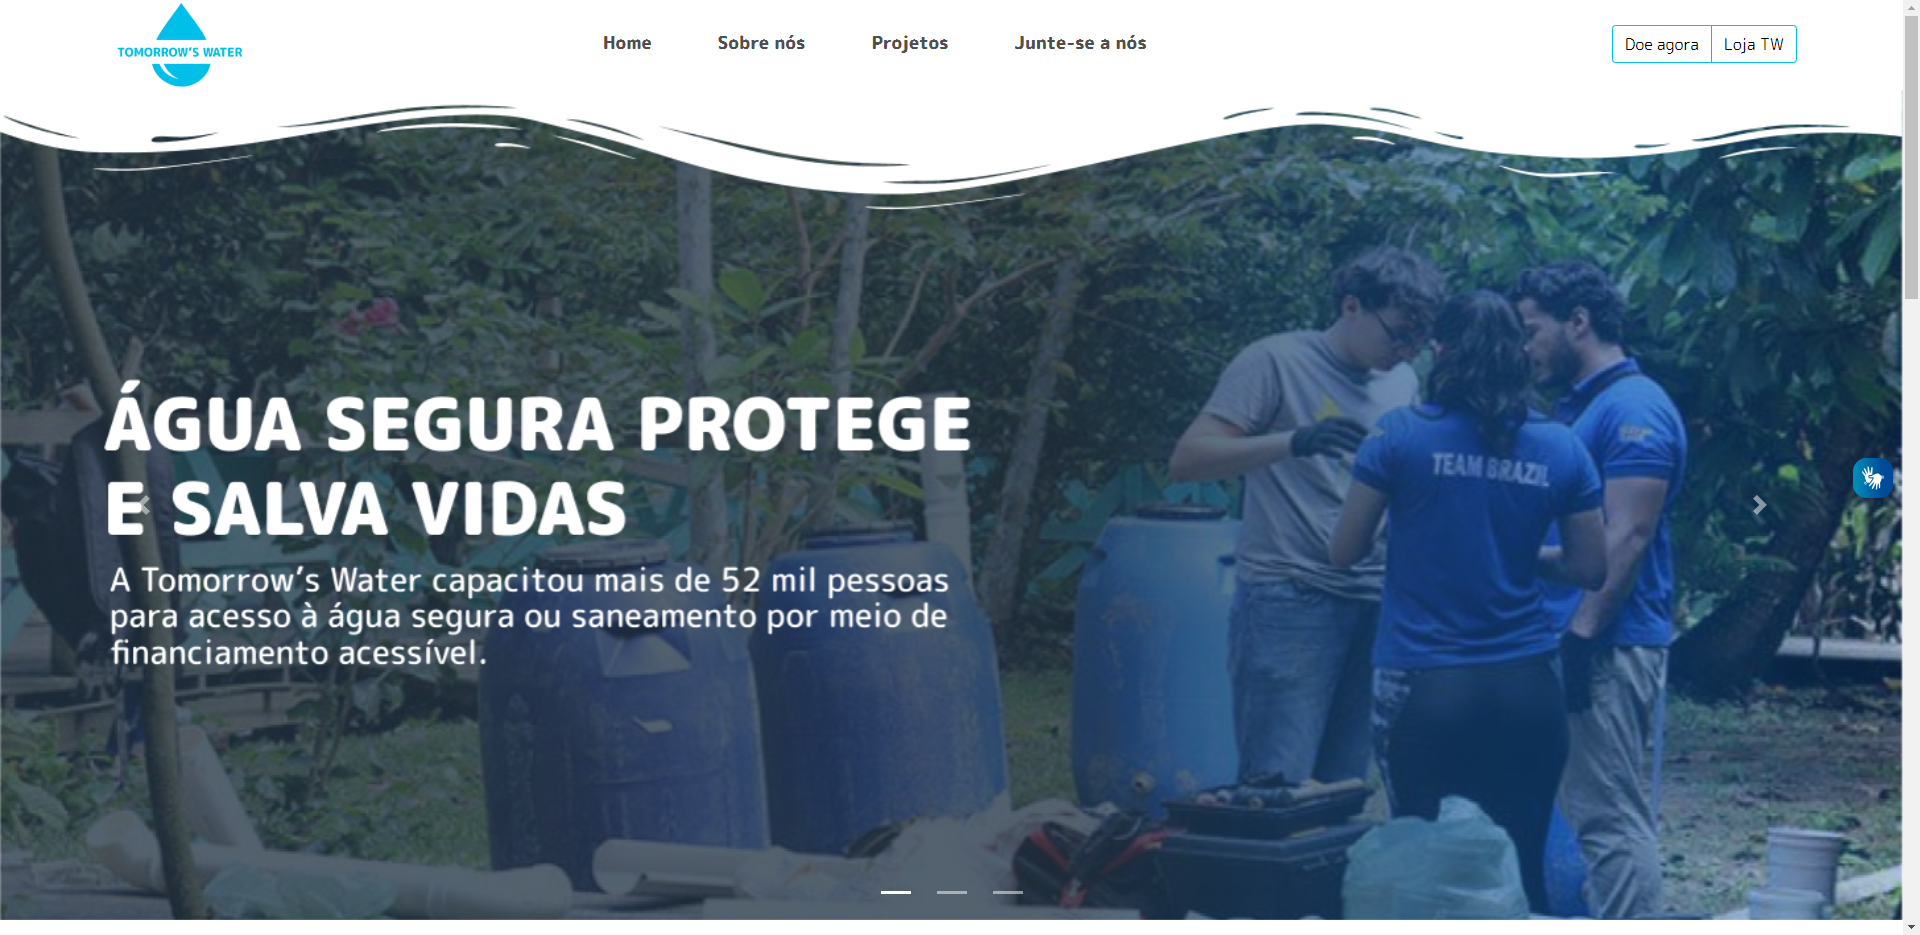 TOMORROW'S WATER
Home
Sobre nós
Projetos
Junte-se a nós
Doe agora
Loja TW
ÁGUA SEGURA PROTEGE
E SALVA VIDAS
A Tomorrow's Water capacitou mais de 52 mil pessoas
para acesso à água segura ou saneamento por meio de
financiamento acessível.
TEAM BRAZIL